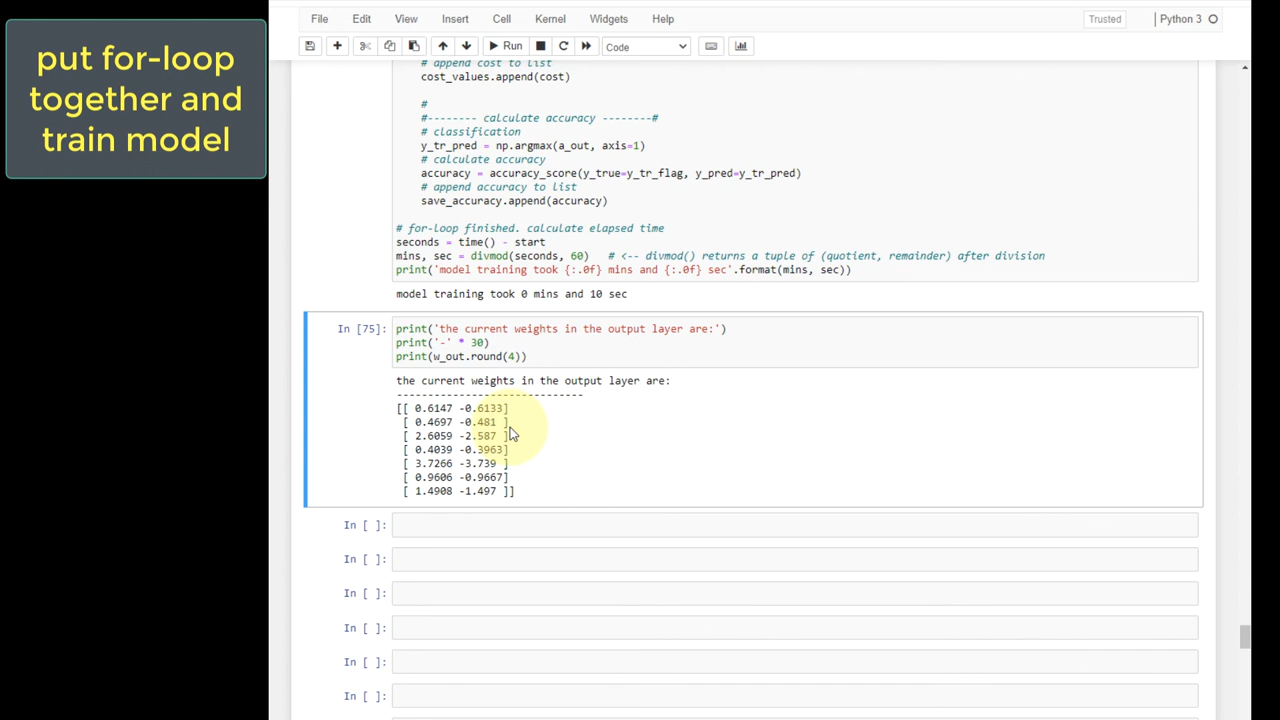 put for-loop
together and
train model
File Edit View Insert Cell Kernel Widgets Help Trusted Python 3
Run Code
# append cost to list
cost_values.append(cost)
#
#-------- calculate accuracy --------#
# classification
y_tr_pred = np.argmax(a_out, axis=1)
# calculate accuracy
accuracy = accuracy_score(y_true=y_tr_flag, y_pred=y_tr_pred)
# append accuracy to list
save_accuracy.append(accuracy)
# for-loop finished. calculate elapsed time
seconds = time() - start
mins, sec = divmod(seconds, 60)   # <-- divmod() returns a tuple of (quotient, remainder) after division
print('model training took {:.0f} mins and {:.0f} sec'.format(mins, sec))
model training took 0 mins and 10 sec
In [75]: print('the current weights in the output layer are:')
print('-' * 30)
print(w_out.round(4))
the current weights in the output layer are:
------------------------------
[[ 0.6147 -0.6133]
[ 0.4697 -0.481 ]
[ 2.6059 -2.587 ]
[ 0.4039 -0.3963]
[ 3.7266 -3.739 ]
[ 0.9606 -0.9667]
[ 1.4908 -1.497 ]]
In [ ]:
In [ ]:
In [ ]:
In [ ]:
In [ ]:
In [ ]: